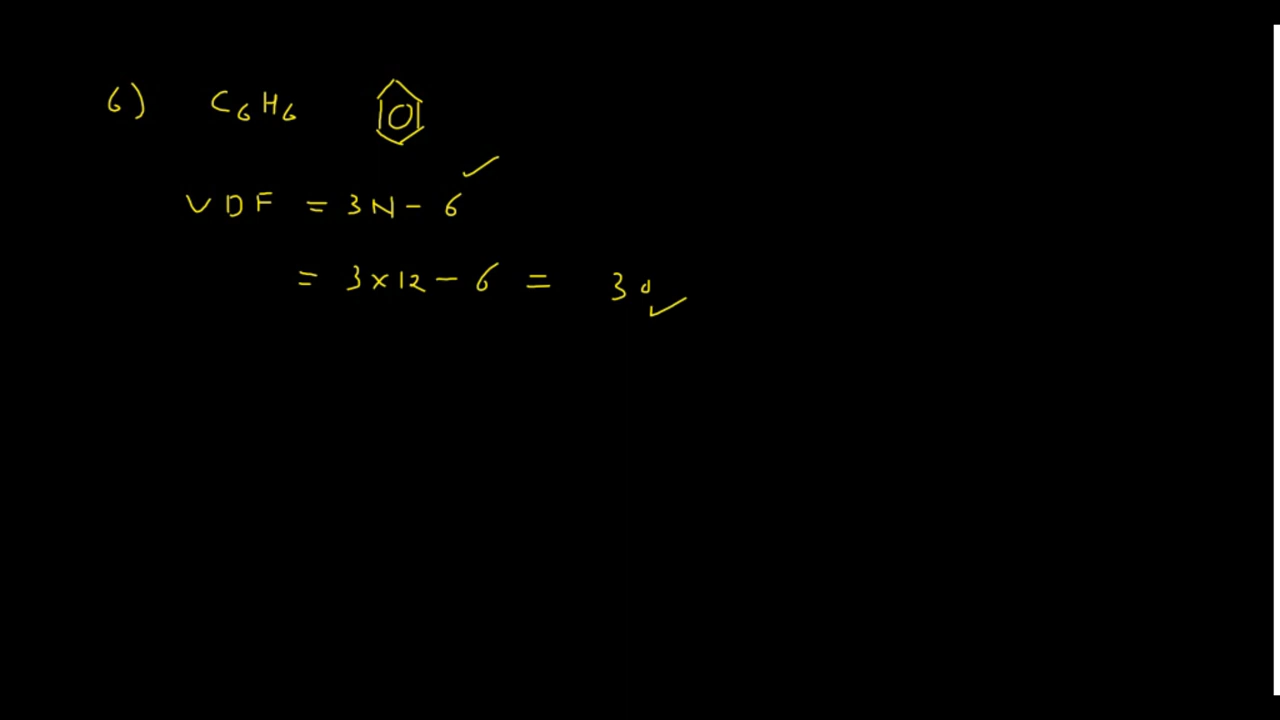 6) C₆H₆
VDF = 3N - 6
= 3×12 - 6 = 30